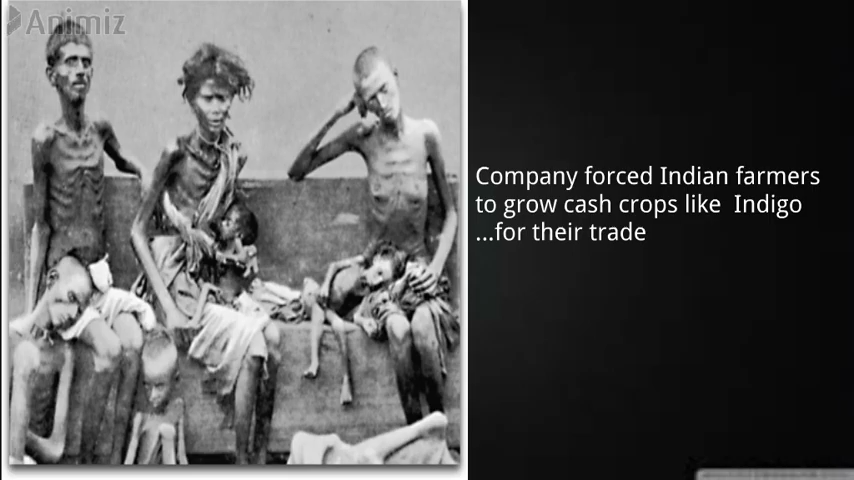 Animiz
Company forced Indian farmers
to grow cash crops like Indigo
...for their trade